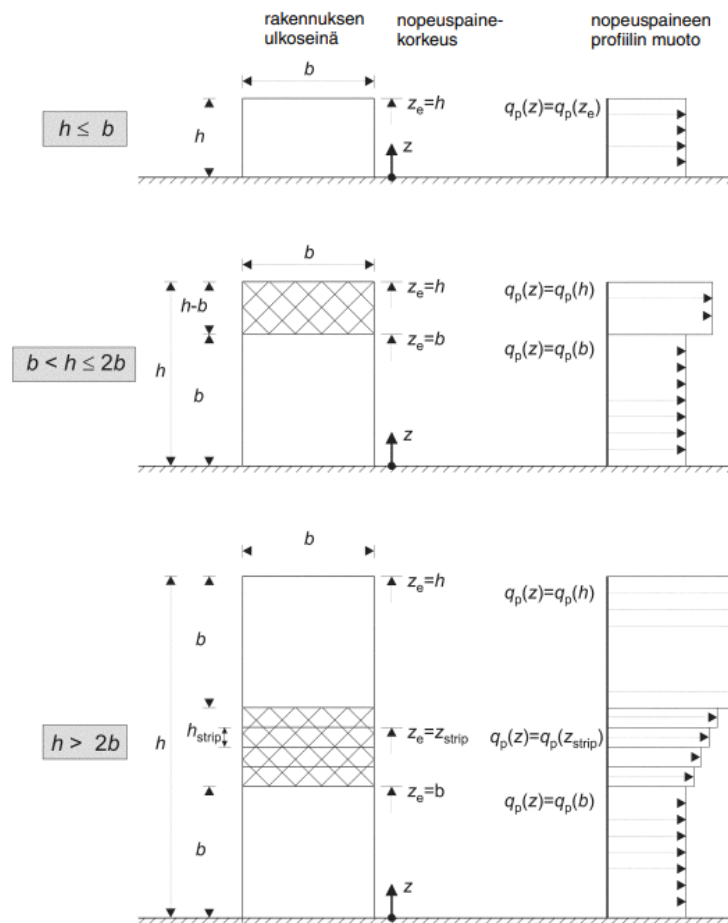 rakennuksen ulkoseinä
nopeuspaine-korkeus
nopeuspaineen profiilin muoto
h ≤ b
b
h
z_e=h
z
q_p(z)=q_p(z_e)
b < h ≤ 2b
b
h
h-b
b
z_e=h
z_e=b
z
q_p(z)=q_p(h)
q_p(z)=q_p(b)
h > 2b
b
h
b
h_strip
b
z_e=h
z_e=z_strip
z_e=b
z
q_p(z)=q_p(h)
q_p(z)=q_p(z_strip)
q_p(z)=q_p(b)